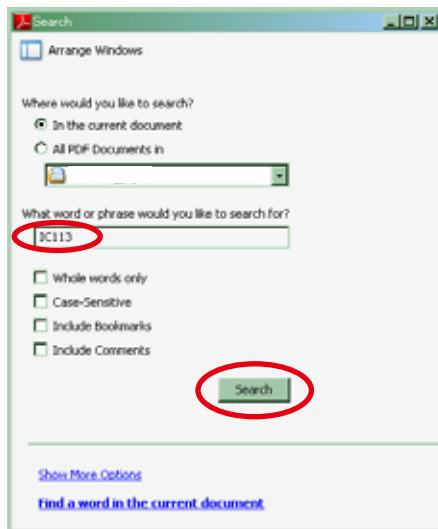 Search
Arrange Windows
Where would you like to search?
In the current document
All PDF Documents in
What word or phrase would you like to search for?
IC113
Whole words only
Case-Sensitive
Include Bookmarks
Include Comments
Search
Show More Options
Find a word in the current document